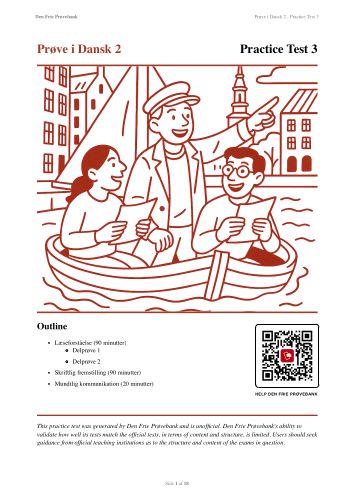 Den Frie Prøvebank
Prøve i Dansk 2 - Practice Test 3
Prøve i Dansk 2
Practice Test 3
Outline
Læseforståelse (90 minutter)
Delprøve 1
Delprøve 2
Skriftlig fremstilling (90 minutter)
Mundtlig kommunikation (20 minutter)
HELP DEN FRIE PRØVEBANK
This practice test was generated by Den Frie Prøvebank and is unofficial. Den Frie Prøvebank's ability to
validate how well its tests match the official tests, in terms of content and structure, is limited. Users should seek
guidance from official teaching institutions as to the structure and content of the exams in question.
Side 1 of 18